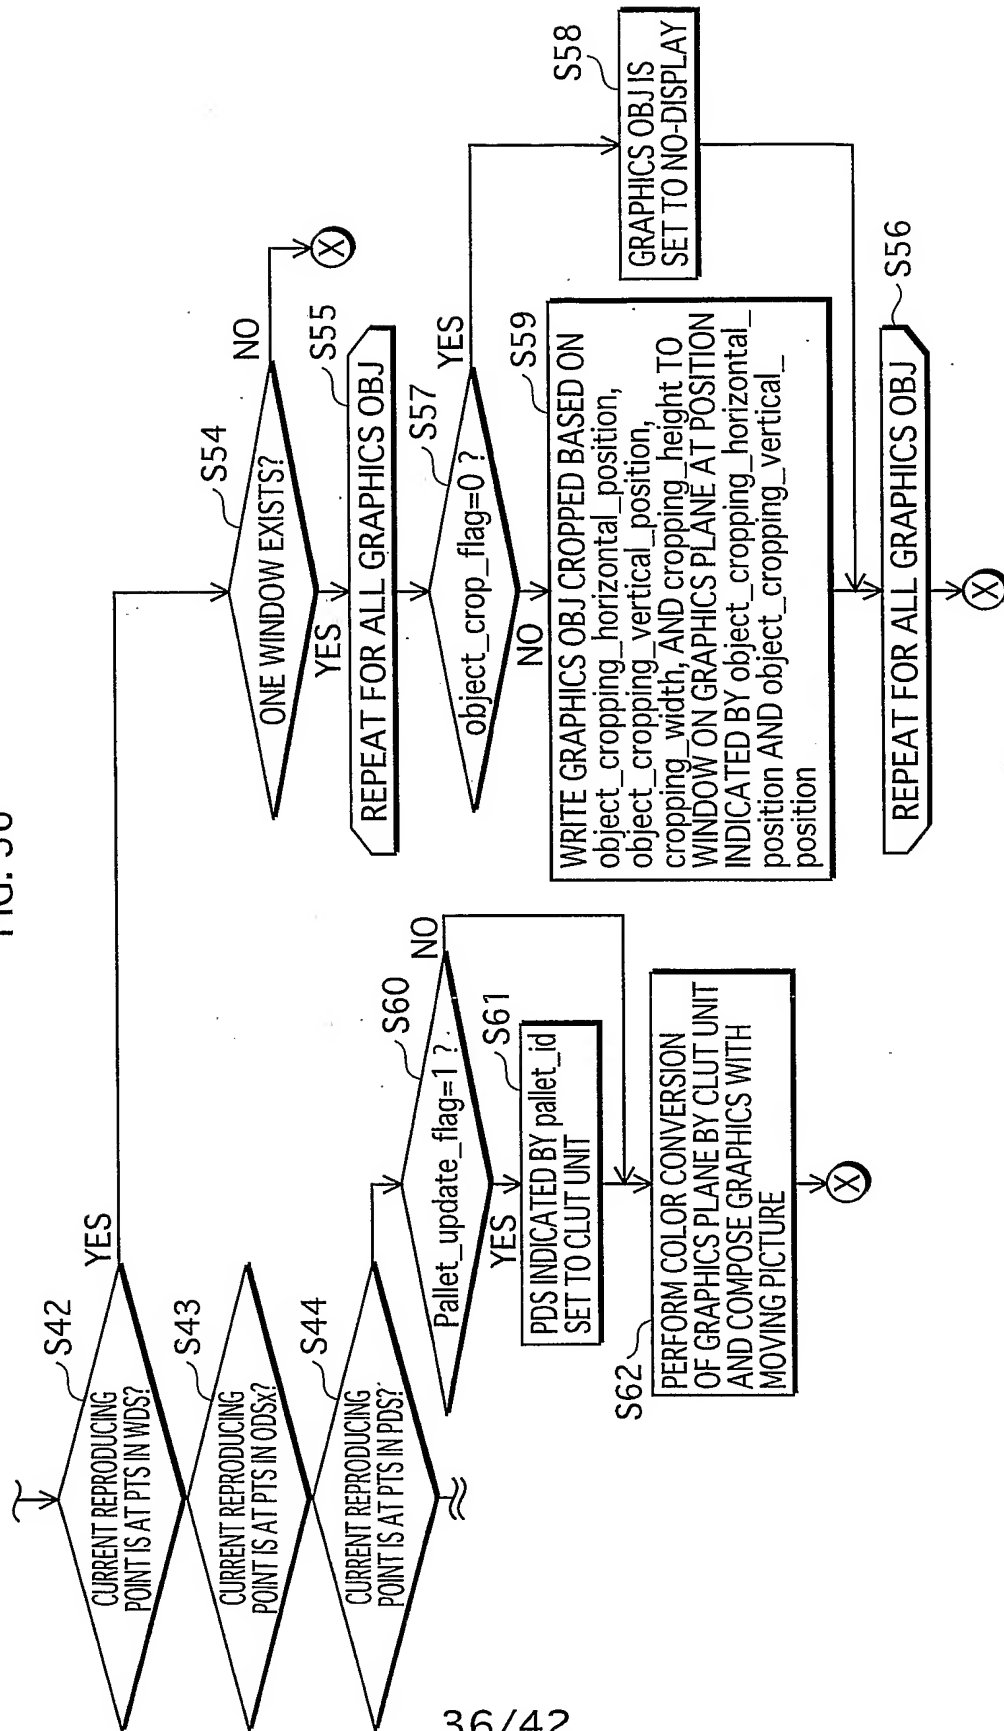 FIG. 36
CURRENT REPRODUCING
POINT IS AT PTS IN WDS?
S42
YES
CURRENT REPRODUCING
POINT IS AT PTS IN ODSx?
S43
CURRENT REPRODUCING
POINT IS AT PTS IN PDS?
S44
ONE WINDOW EXISTS?
S54
NO
X
YES
REPEAT FOR ALL GRAPHICS OBJ
S55
object_crop_flag=0 ?
S57
YES
NO
GRAPHICS OBJ IS
SET TO NO-DISPLAY
S58
WRITE GRAPHICS OBJ CROPPED BASED ON
object_cropping_horizontal_position,
object_cropping_vertical_position,
cropping_width, AND cropping_height TO
WINDOW ON GRAPHICS PLANE AT POSITION
INDICATED BY object_cropping_horizontal_
position AND object_cropping_vertical_
position
S59
REPEAT FOR ALL GRAPHICS OBJ
S56
X
Pallet_update_flag=1 ?
S60
NO
YES
PDS INDICATED BY pallet_id
SET TO CLUT UNIT
S61
PERFORM COLOR CONVERSION
OF GRAPHICS PLANE BY CLUT UNIT
AND COMPOSE GRAPHICS WITH
MOVING PICTURE
S62
X
36/42